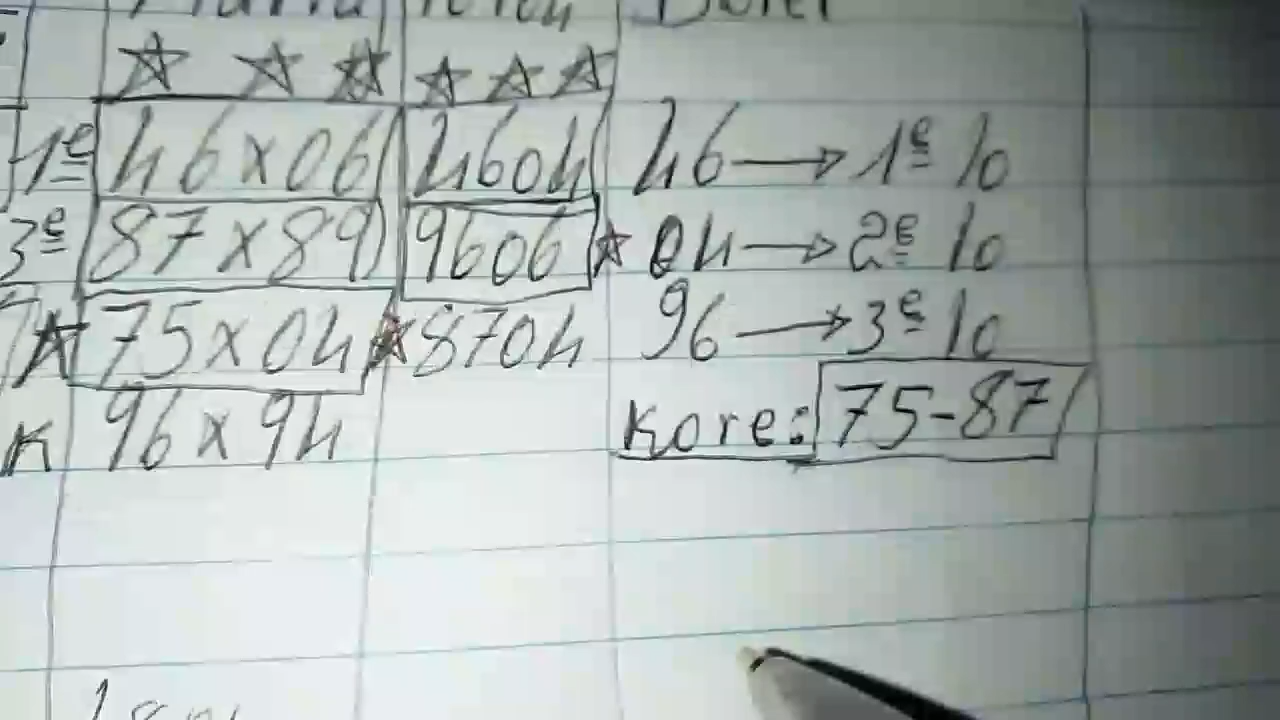 1e 46x06 4604 46 → 1e lo
3e 87x89 9606 ★ 04 → 2e lo
★ 75x04 ★ 8704 96 → 3e lo
K 96x94 Kore: 75-87